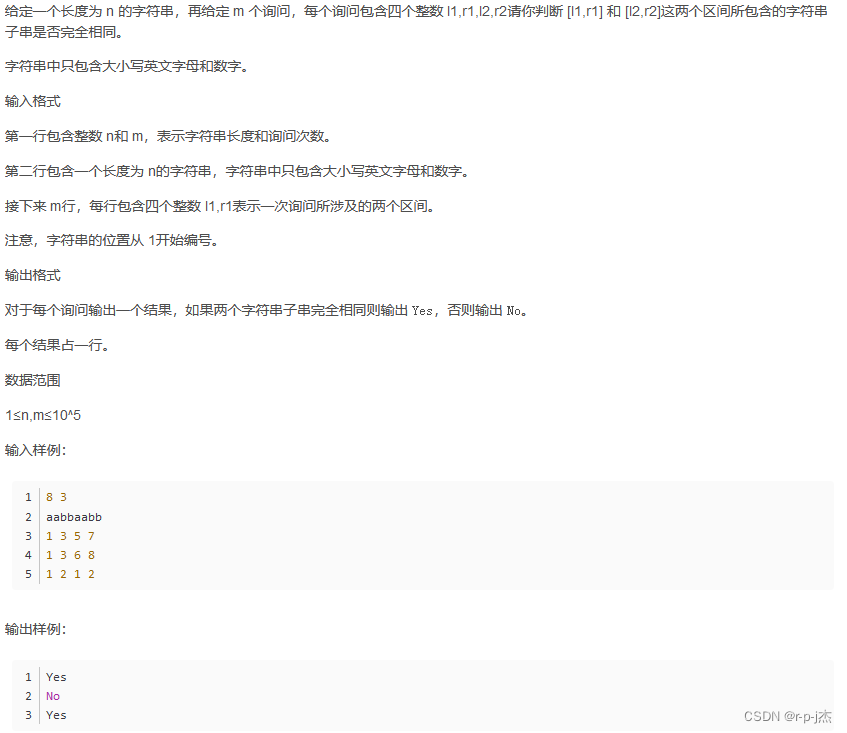 给定一个长度为 n 的字符串，再给定 m 个询问，每个询问包含四个整数 l1,r1,l2,r2请你判断 [l1,r1] 和 [l2,r2]这两个区间所包含的字符串
子串是否完全相同。
字符串中只包含大小写英文字母和数字。
输入格式
第一行包含整数 n和 m，表示字符串长度和询问次数。
第二行包含一个长度为 n的字符串，字符串中只包含大小写英文字母和数字。
接下来 m行，每行包含四个整数 l1,r1表示一次询问所涉及的两个区间。
注意，字符串的位置从 1开始编号。
输出格式
对于每个询问输出一个结果，如果两个字符串子串完全相同则输出 Yes，否则输出 No。
每个结果占一行。
数据范围
1≤n,m≤10^5
输入样例：
1 8 3
2 aabbaabb
3 1 3 5 7
4 1 3 6 8
5 1 2 1 2
输出样例：
1 Yes
2 No
3 Yes
CSDN @r-p-j杰